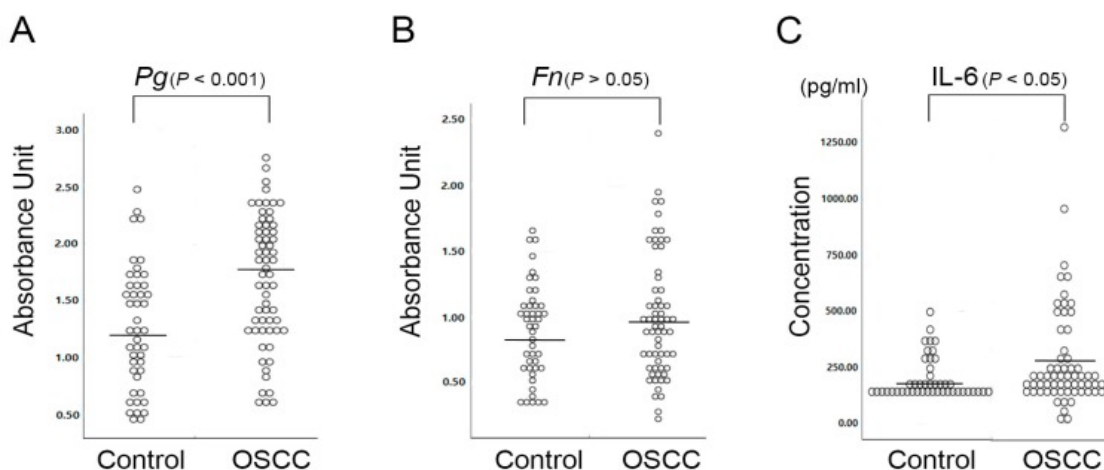 A
Pg (P < 0.001)
Absorbance Unit
3.00
2.50
2.00
1.50
1.00
0.50
Control
OSCC
B
Fn (P > 0.05)
Absorbance Unit
2.50
2.00
1.50
1.00
0.50
Control
OSCC
C
(pg/ml)
IL-6 (P < 0.05)
Concentration
1250.00
1000.00
750.00
500.00
250.00
0.00
Control
OSCC